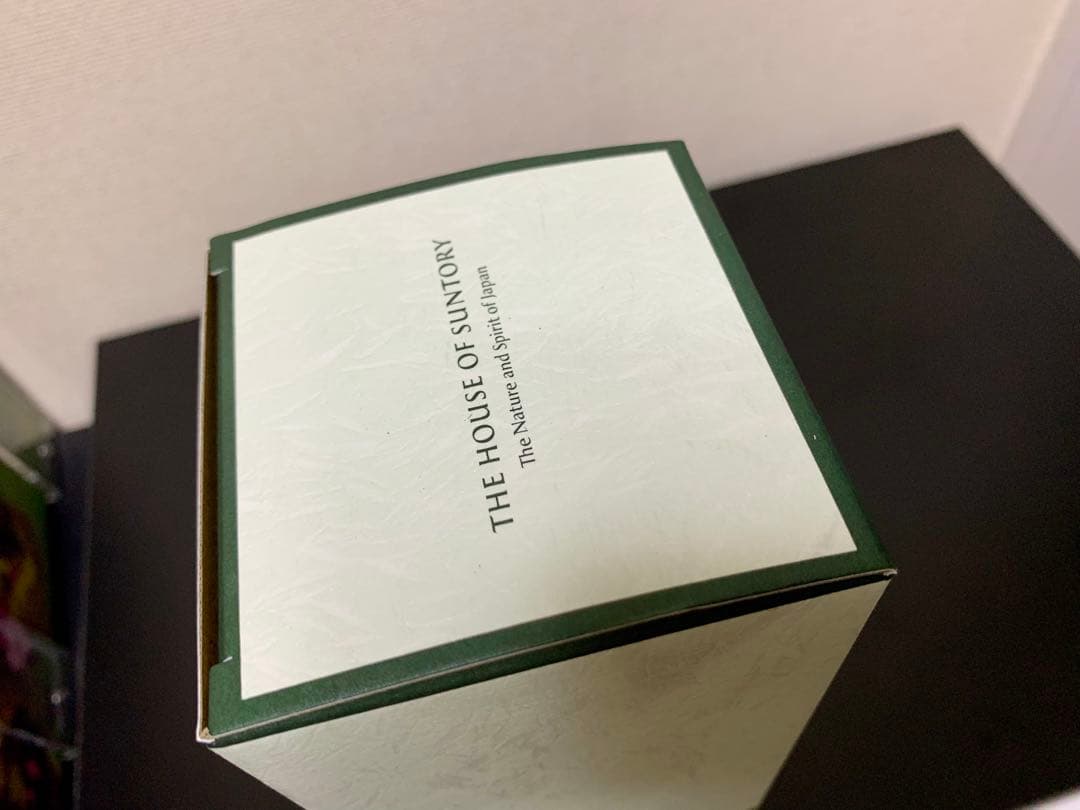 THE HOUSE OF SUNTORY
The Nature and Spirit of Japan